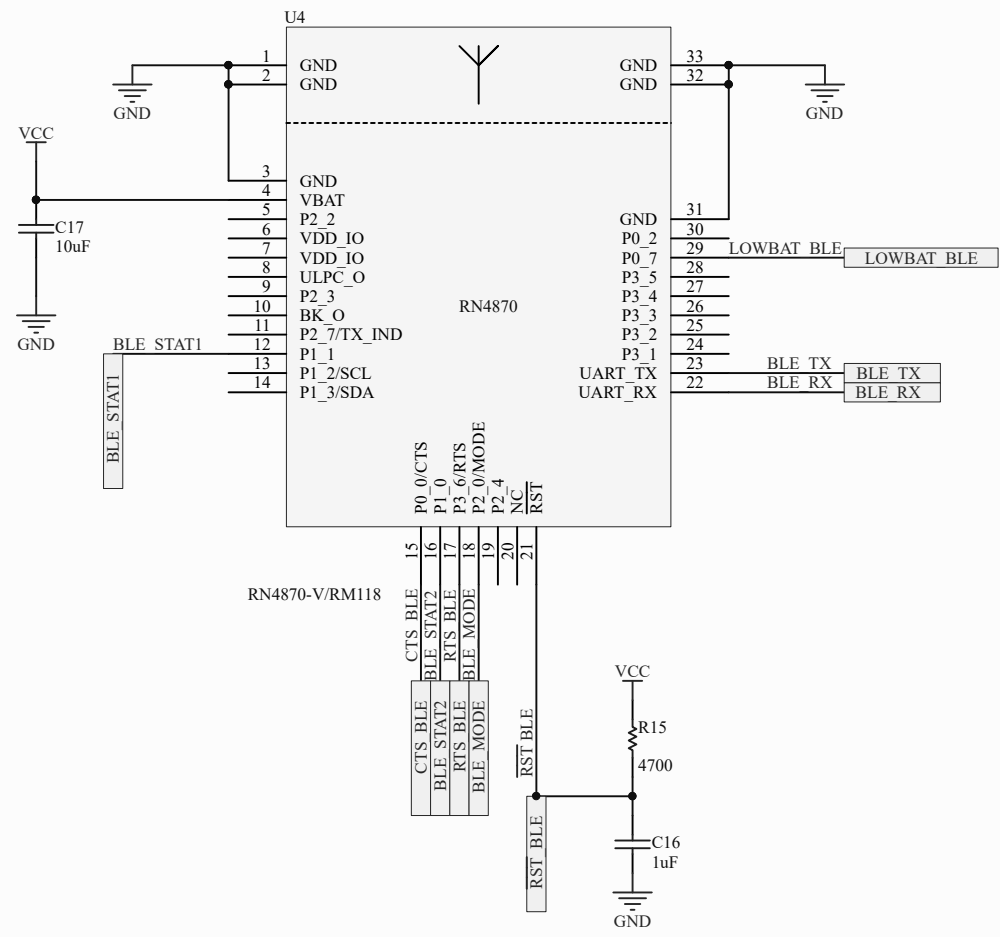 U4
1 GND
2 GND
33 GND
32 GND
GND
GND
VCC
3 GND
4 VBAT
5 P2_2
6 VDD_IO
7 VDD_IO
8 ULPC_O
9 P2_3
10 BK_O
11 P2_7/TX_IND
12 P1_1
13 P1_2/SCL
14 P1_3/SDA
C17
10uF
GND
BLE_STAT1
BLE_STAT1
RN4870
GND 31
P0_2 30
P0_7 29
P3_5 28
P3_4 27
P3_3 26
P3_2 25
P3_1 24
UART_TX 23
UART_RX 22
LOWBAT_BLE
LOWBAT_BLE
BLE_TX
BLE_TX
BLE_RX
BLE_RX
P0_0/CTS
P1_0
P3_6/RTS
P2_0/MODE
P2_4
NC
RST
15
16
17
18
19
20
21
RN4870-V/RM118
CTS_BLE
BLE_STAT2
RTS_BLE
BLE_MODE
CTS_BLE
BLE_STAT2
RTS_BLE
BLE_MODE
RST BLE
RST_BLE
VCC
R15
4700
C16
1uF
GND